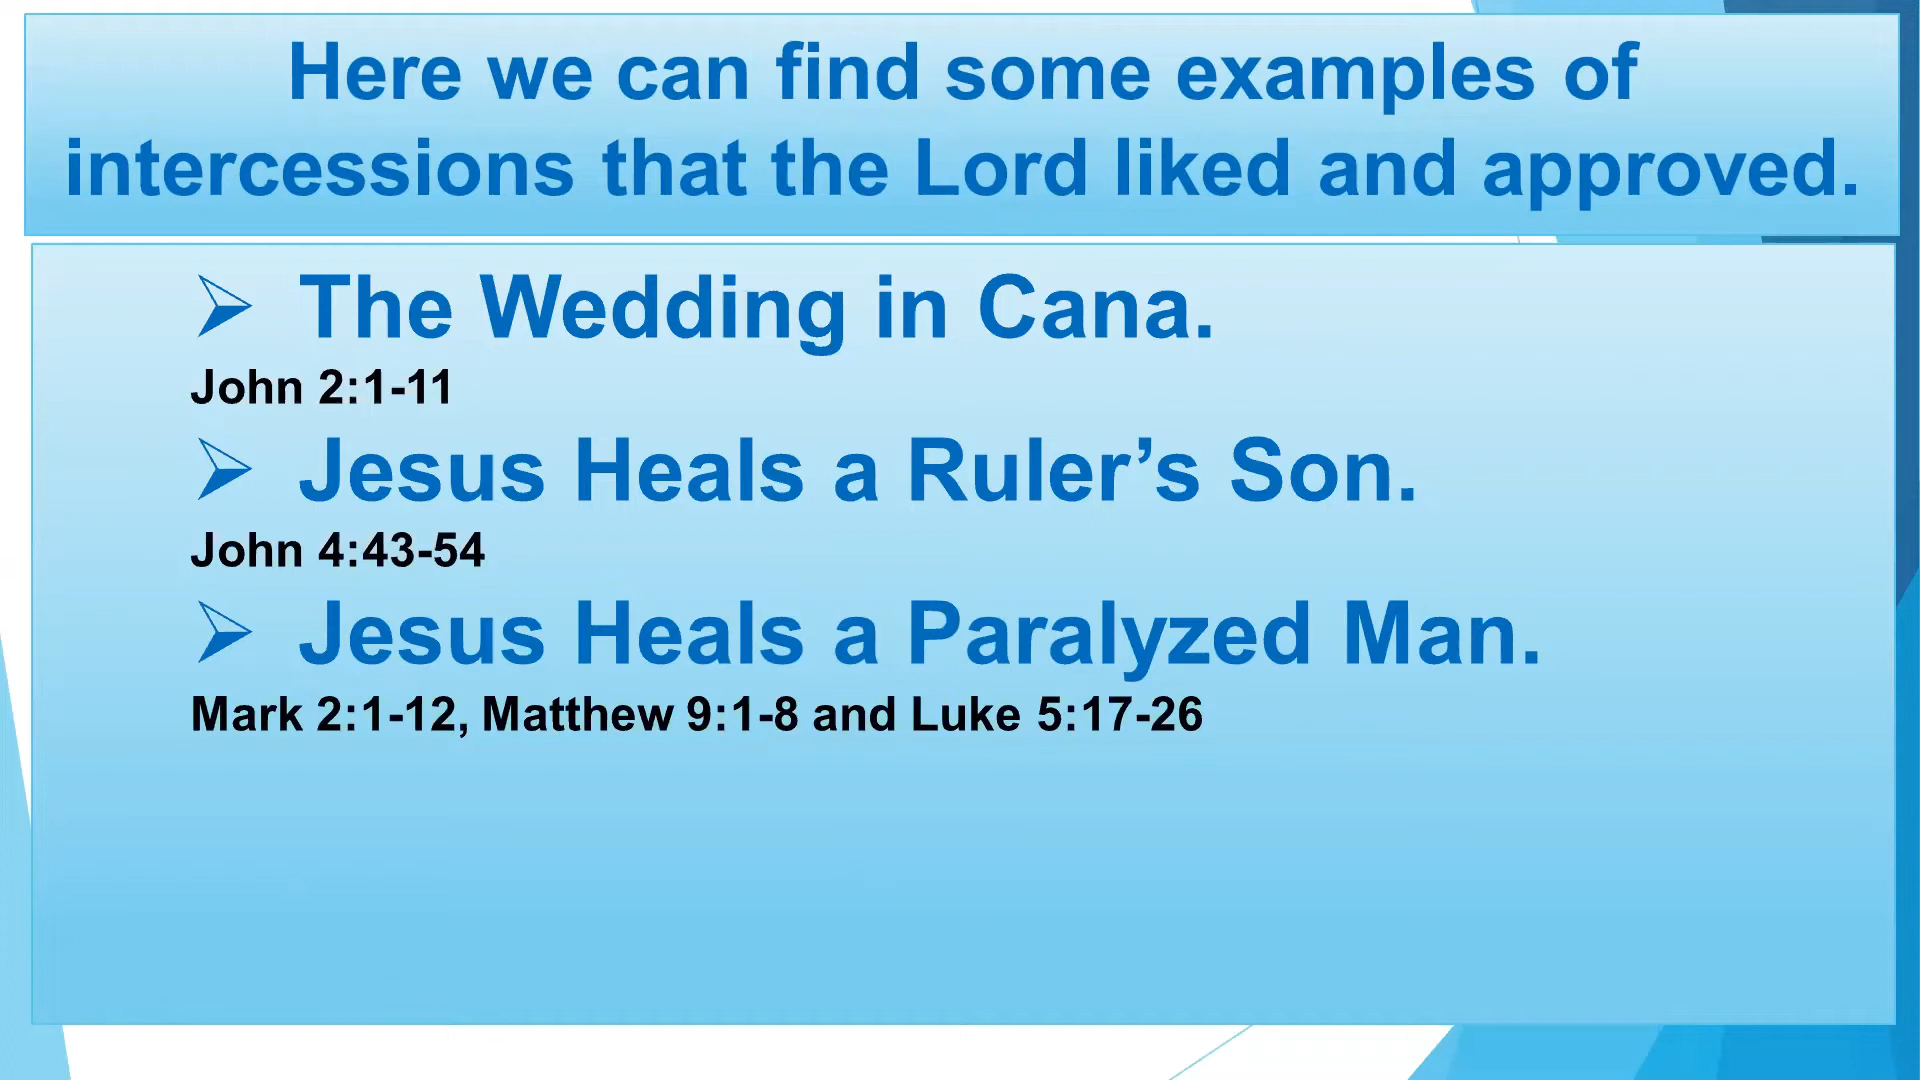 Here we can find some examples of
intercessions that the Lord liked and approved.
➢ The Wedding in Cana.
John 2:1-11
➢ Jesus Heals a Ruler’s Son.
John 4:43-54
➢ Jesus Heals a Paralyzed Man.
Mark 2:1-12, Matthew 9:1-8 and Luke 5:17-26